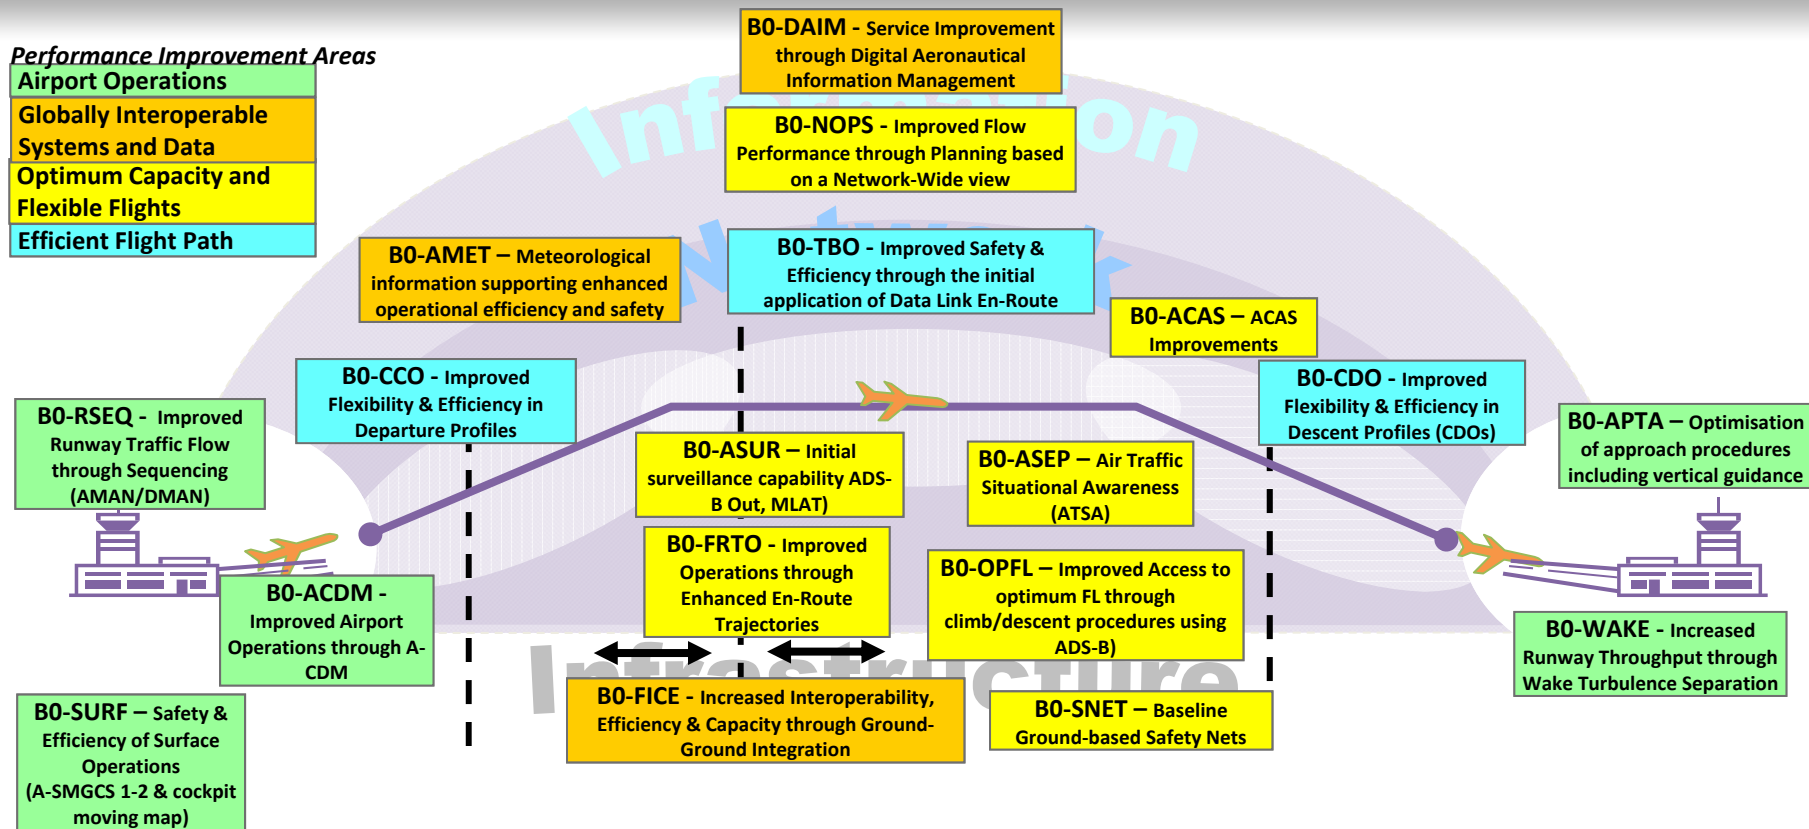 Performance Improvement Areas
Airport Operations
Globally Interoperable
Systems and Data
Optimum Capacity and
Flexible Flights
Efficient Flight Path
B0-DAIM - Service Improvement
through Digital Aeronautical
Information Management
Information
B0-NOPS - Improved Flow
Performance through Planning based
on a Network-Wide view
Network
B0-AMET – Meteorological
information supporting enhanced
operational efficiency and safety
B0-TBO - Improved Safety &
Efficiency through the initial
application of Data Link En-Route
B0-ACAS – ACAS
Improvements
B0-CCO - Improved
Flexibility & Efficiency in
Departure Profiles
B0-CDO - Improved
Flexibility & Efficiency in
Descent Profiles (CDOs)
B0-RSEQ - Improved
Runway Traffic Flow
through Sequencing
(AMAN/DMAN)
B0-APTA – Optimisation
of approach procedures
including vertical guidance
B0-ASUR – Initial
surveillance capability ADS-
B Out, MLAT)
B0-ASEP – Air Traffic
Situational Awareness
(ATSA)
B0-FRTO - Improved
Operations through
Enhanced En-Route
Trajectories
B0-OPFL – Improved Access to
optimum FL through
climb/descent procedures using
ADS-B)
B0-ACDM -
Improved Airport
Operations through A-
CDM
B0-WAKE - Increased
Runway Throughput through
Wake Turbulence Separation
Infrastructure
B0-FICE - Increased Interoperability,
Efficiency & Capacity through Ground-
Ground Integration
B0-SNET – Baseline
Ground-based Safety Nets
B0-SURF – Safety &
Efficiency of Surface
Operations
(A-SMGCS 1-2 & cockpit
moving map)